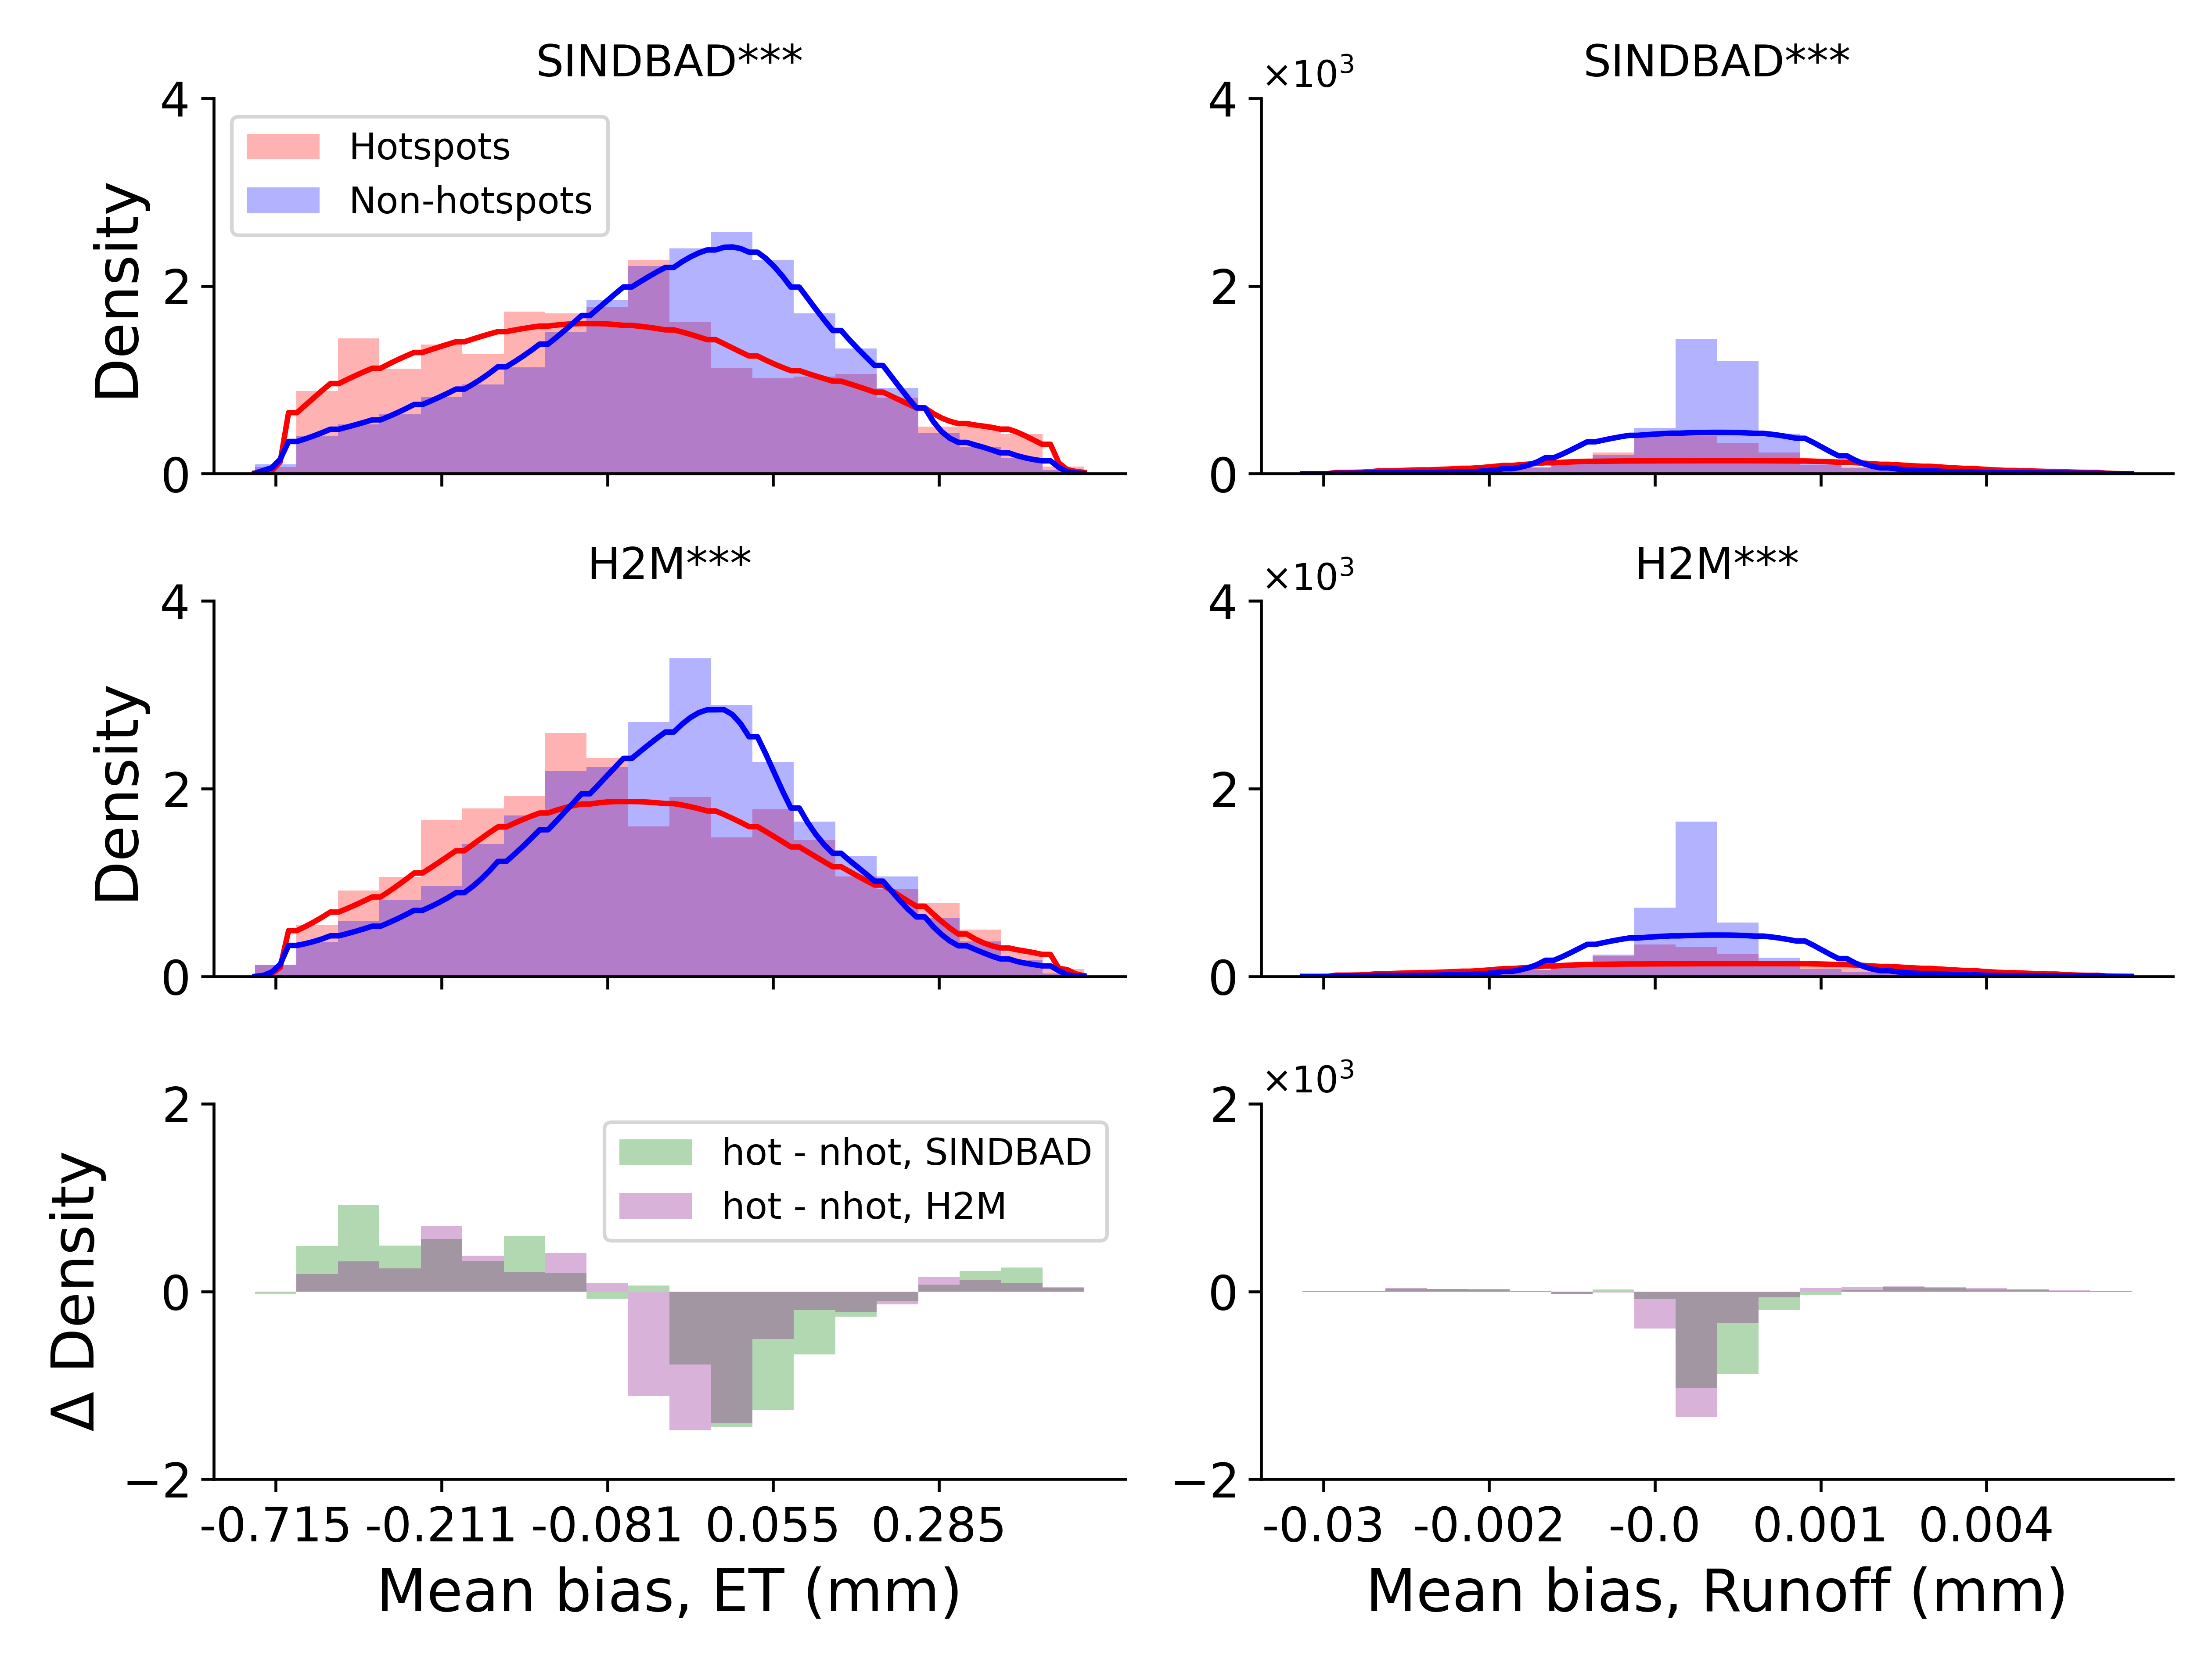 SINDBAD***
Density
4
2
0
Hotspots
Non-hotspots
SINDBAD***
×10³
4
2
0
H2M***
Density
4
2
0
H2M***
×10³
4
2
0
Δ Density
2
0
−2
hot - nhot, SINDBAD
hot - nhot, H2M
-0.715 -0.211 -0.081 0.055 0.285
Mean bias, ET (mm)
×10³
2
0
−2
-0.03 -0.002 -0.0 0.001 0.004
Mean bias, Runoff (mm)